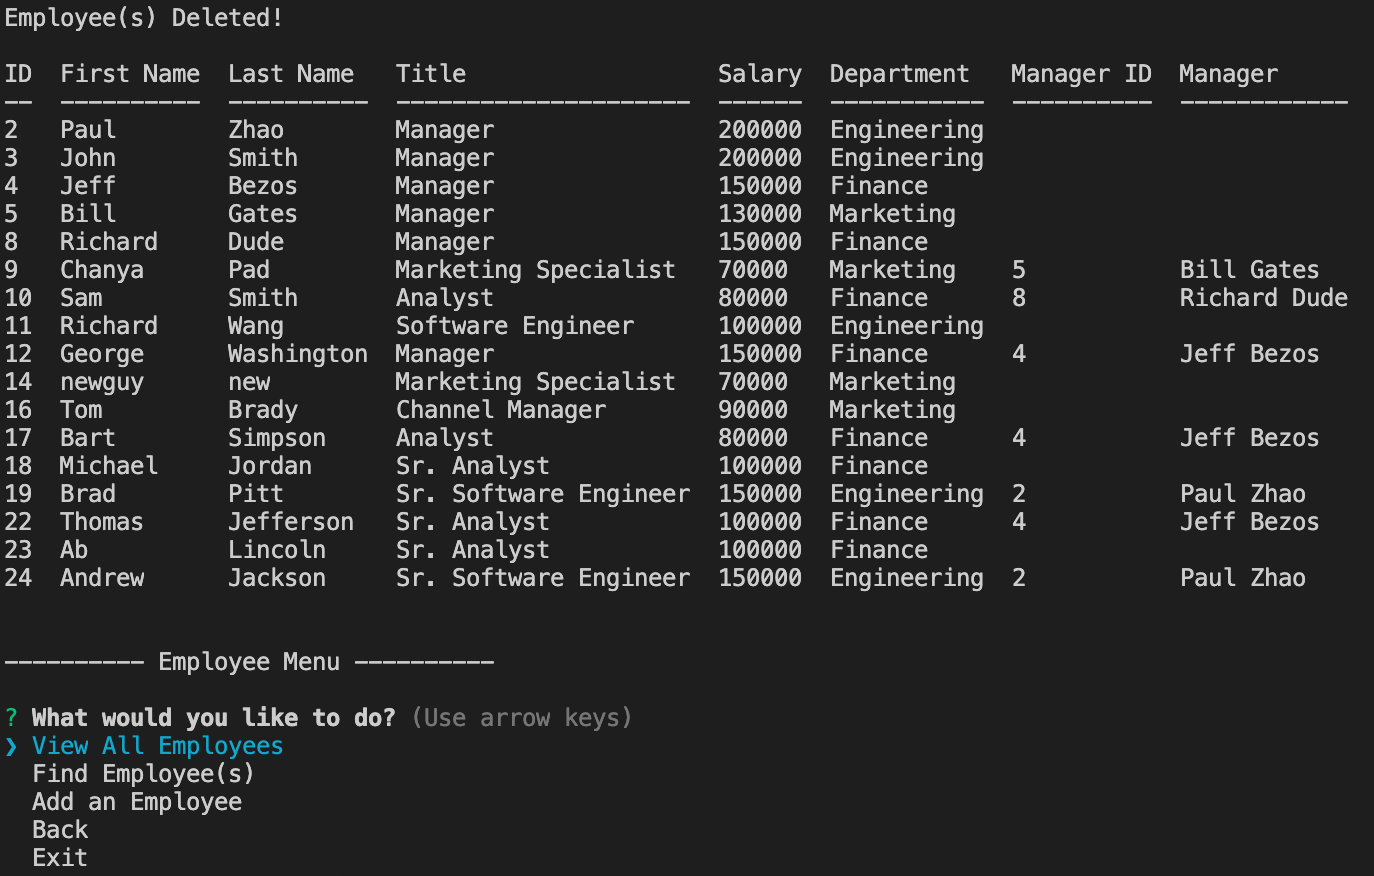 Employee(s) Deleted!
ID  First Name  Last Name   Title                  Salary  Department   Manager ID  Manager
--  ----------  ----------  ---------------------  ------  -----------  ----------  ------------
2   Paul        Zhao        Manager                200000  Engineering
3   John        Smith       Manager                200000  Engineering
4   Jeff        Bezos       Manager                150000  Finance
5   Bill        Gates       Manager                130000  Marketing
8   Richard     Dude        Manager                150000  Finance
9   Chanya      Pad         Marketing Specialist   70000   Marketing    5           Bill Gates
10  Sam         Smith       Analyst                80000   Finance      8           Richard Dude
11  Richard     Wang        Software Engineer      100000  Engineering
12  George      Washington  Manager                150000  Finance      4           Jeff Bezos
14  newguy      new         Marketing Specialist   70000   Marketing
16  Tom         Brady       Channel Manager        90000   Marketing
17  Bart        Simpson     Analyst                80000   Finance      4           Jeff Bezos
18  Michael     Jordan      Sr. Analyst            100000  Finance
19  Brad        Pitt        Sr. Software Engineer  150000  Engineering  2           Paul Zhao
22  Thomas      Jefferson   Sr. Analyst            100000  Finance      4           Jeff Bezos
23  Ab          Lincoln     Sr. Analyst            100000  Finance
24  Andrew      Jackson     Sr. Software Engineer  150000  Engineering  2           Paul Zhao
---------- Employee Menu ----------
? What would you like to do? (Use arrow keys)
❯ View All Employees
  Find Employee(s)
  Add an Employee
  Back
  Exit